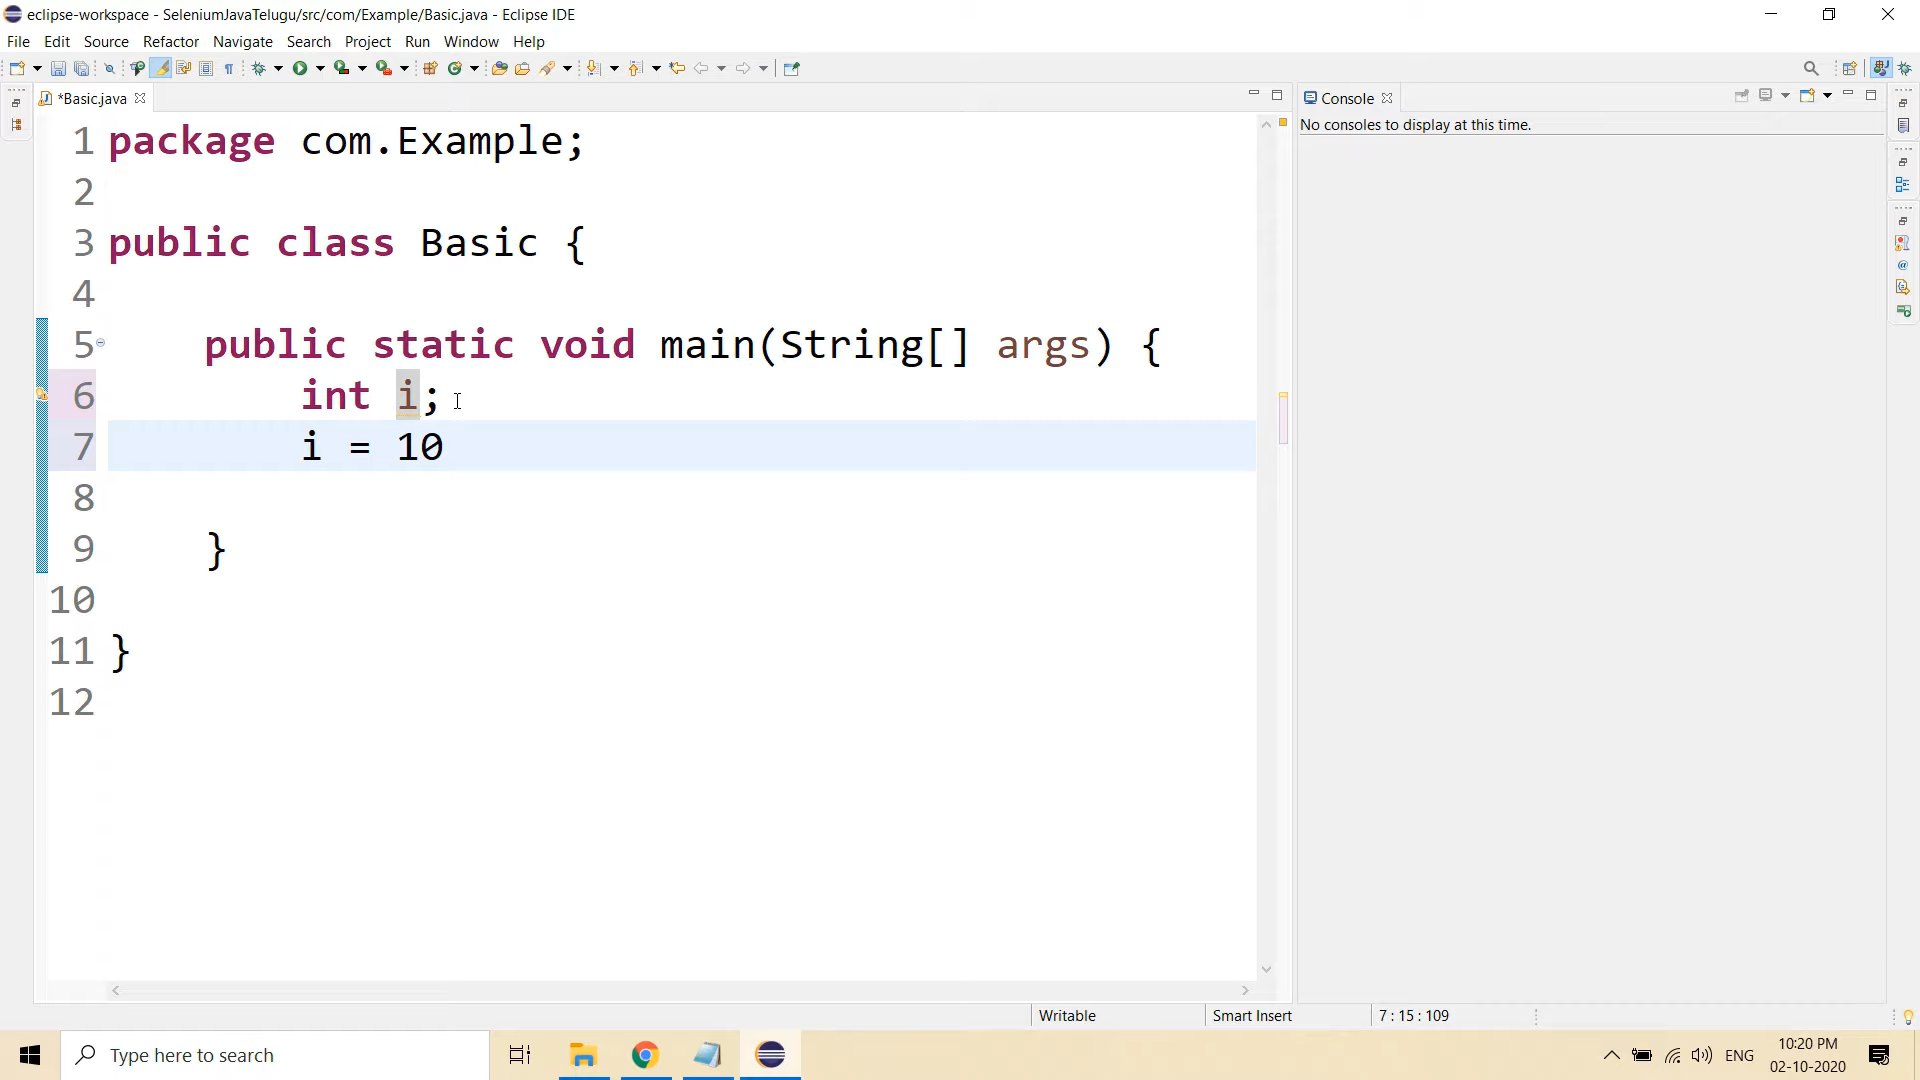 eclipse-workspace - SeleniumJavaTelugu/src/com/Example/Basic.java - Eclipse IDE
File Edit Source Refactor Navigate Search Project Run Window Help
*Basic.java
Console
No consoles to display at this time.
1 package com.Example;
2
3 public class Basic {
4
5 public static void main(String[] args) {
6 int i;
7 i = 10
8
9 }
10
11 }
12
Writable Smart Insert 7 : 15 : 109
Type here to search
ENG
10:20 PM
02-10-2020